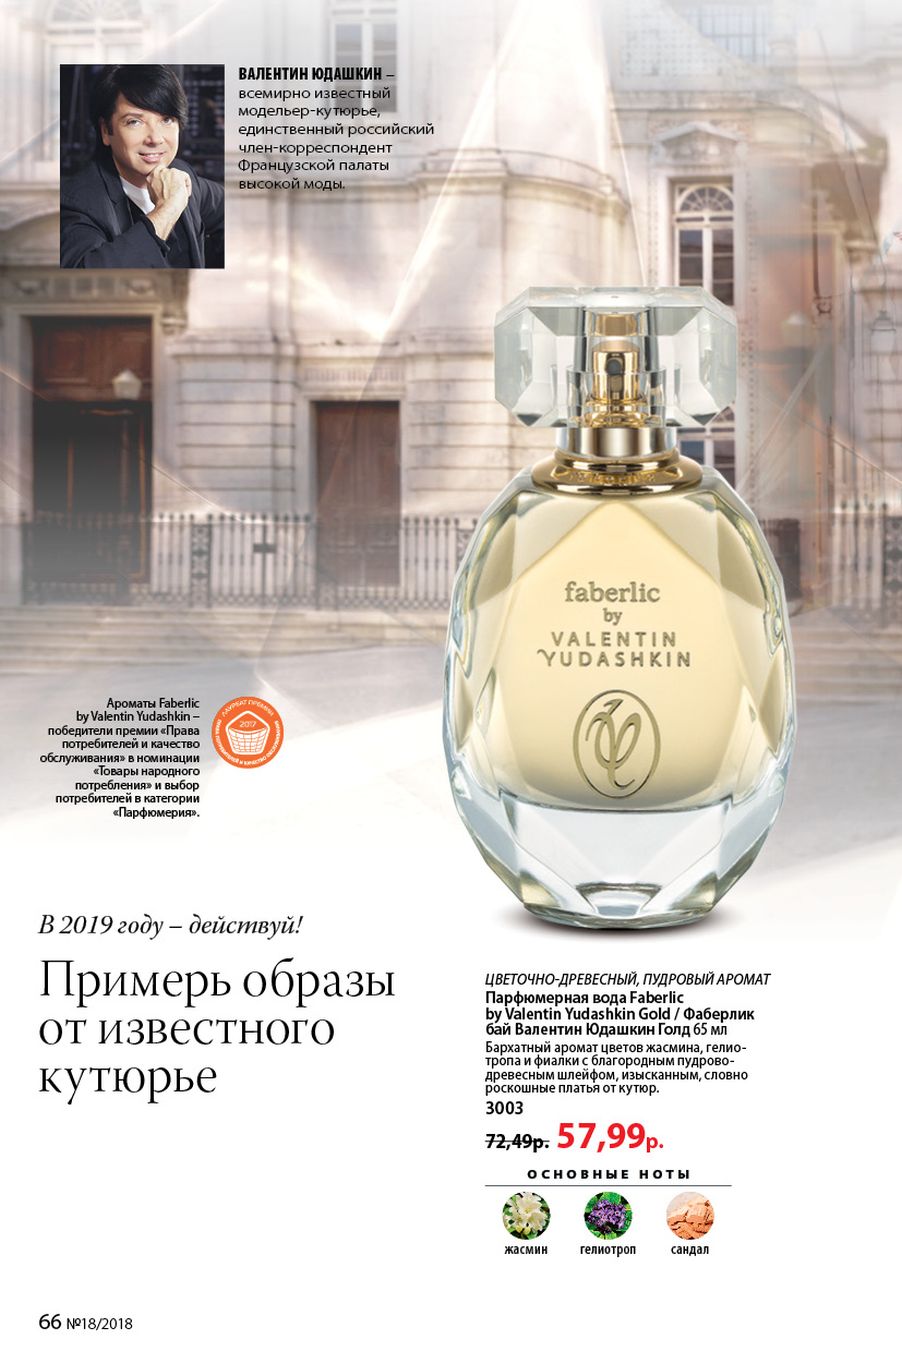 ВАЛЕНТИН ЮДАШКИН –
всемирно известный
модельер-кутюрье,
единственный российский
член-корреспондент
Французской палаты
высокой моды.
faberlic
by
VALENTIN
YUDASHKIN
Ароматы Faberlic
by Valentin Yudashkin –
победители премии «Права
потребителей и качество
обслуживания» в номинации
«Товары народного
потребления» и выбор
потребителей в категории
«Парфюмерия».
ЛАУРЕАТ ПРЕМИИ
2017
В 2019 году – действуй!
Примерь образы
от известного
кутюрье
ЦВЕТОЧНО-ДРЕВЕСНЫЙ, ПУДРОВЫЙ АРОМАТ
Парфюмерная вода Faberlic
by Valentin Yudashkin Gold / Фаберлик
бай Валентин Юдашкин Голд 65 мл
Бархатный аромат цветов жасмина, гелио-
тропа и фиалки с благородным пудрово-
древесным шлейфом, изысканным, словно
роскошные платья от кутюр.
3003
72,49р. 57,99р.
ОСНОВНЫЕ НОТЫ
жасмин гелиотроп сандал
66 №18/2018